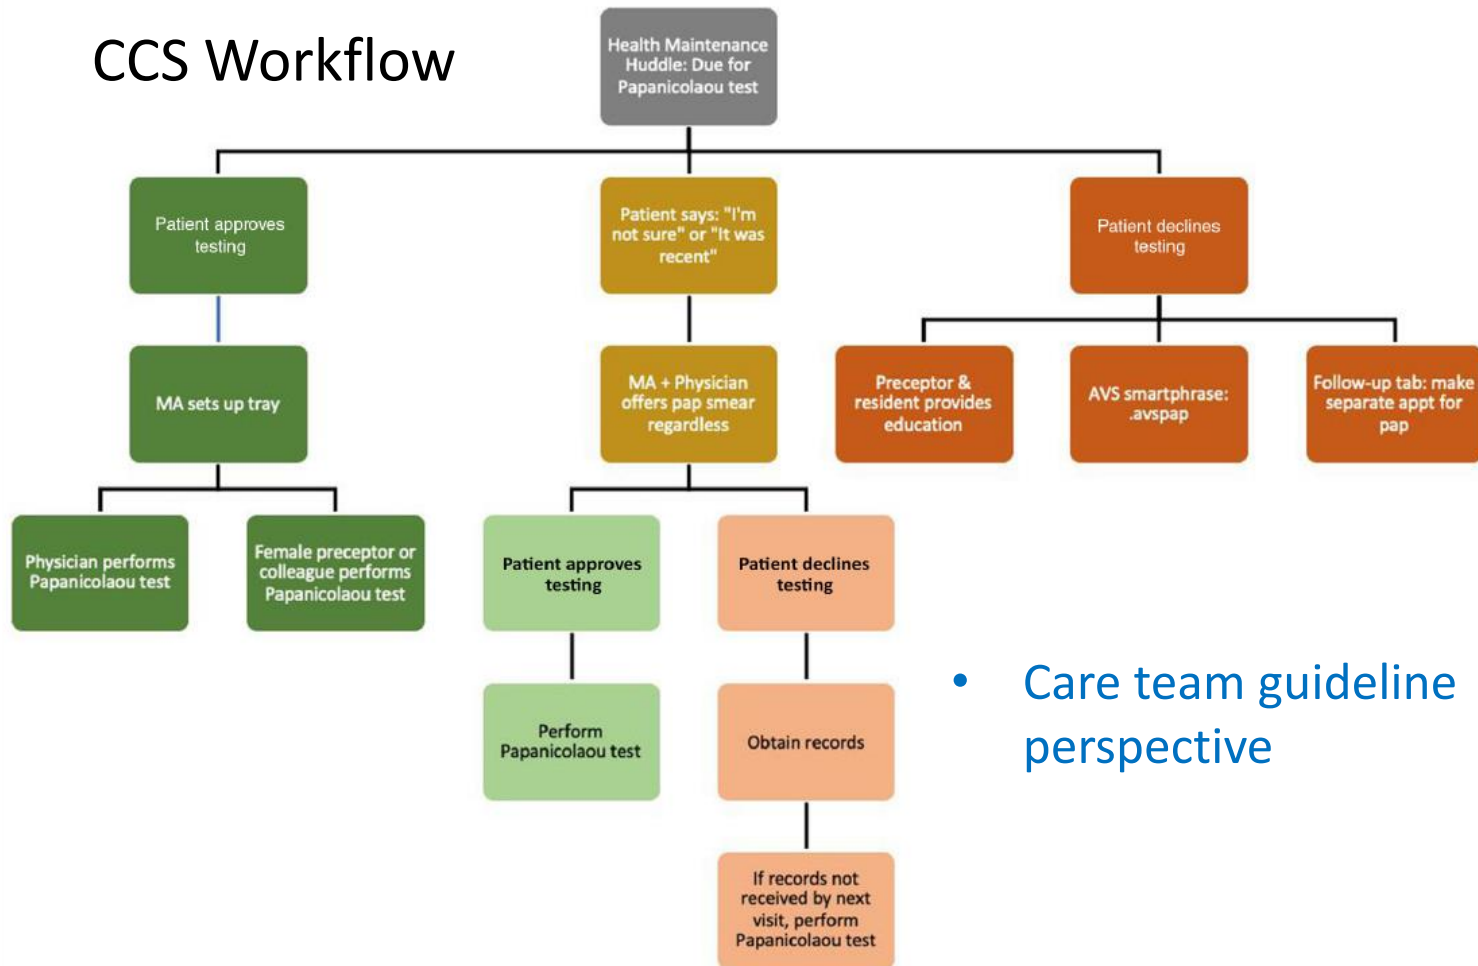 CCS Workflow
Health Maintenance
Huddle: Due for
Papanicolaou test
Patient approves
testing
Patient says: "I'm
not sure" or "It was
recent"
Patient declines
testing
MA sets up tray
MA + Physician
offers pap smear
regardless
Preceptor &
resident provides
education
AVS smartphrase:
.avspap
Follow-up tab: make
separate appt for
pap
Physician performs
Papanicolaou test
Female preceptor or
colleague performs
Papanicolaou test
Patient approves
testing
Patient declines
testing
Perform
Papanicolaou test
Obtain records
If records not
received by next
visit, perform
Papanicolaou test
• Care team guideline
perspective